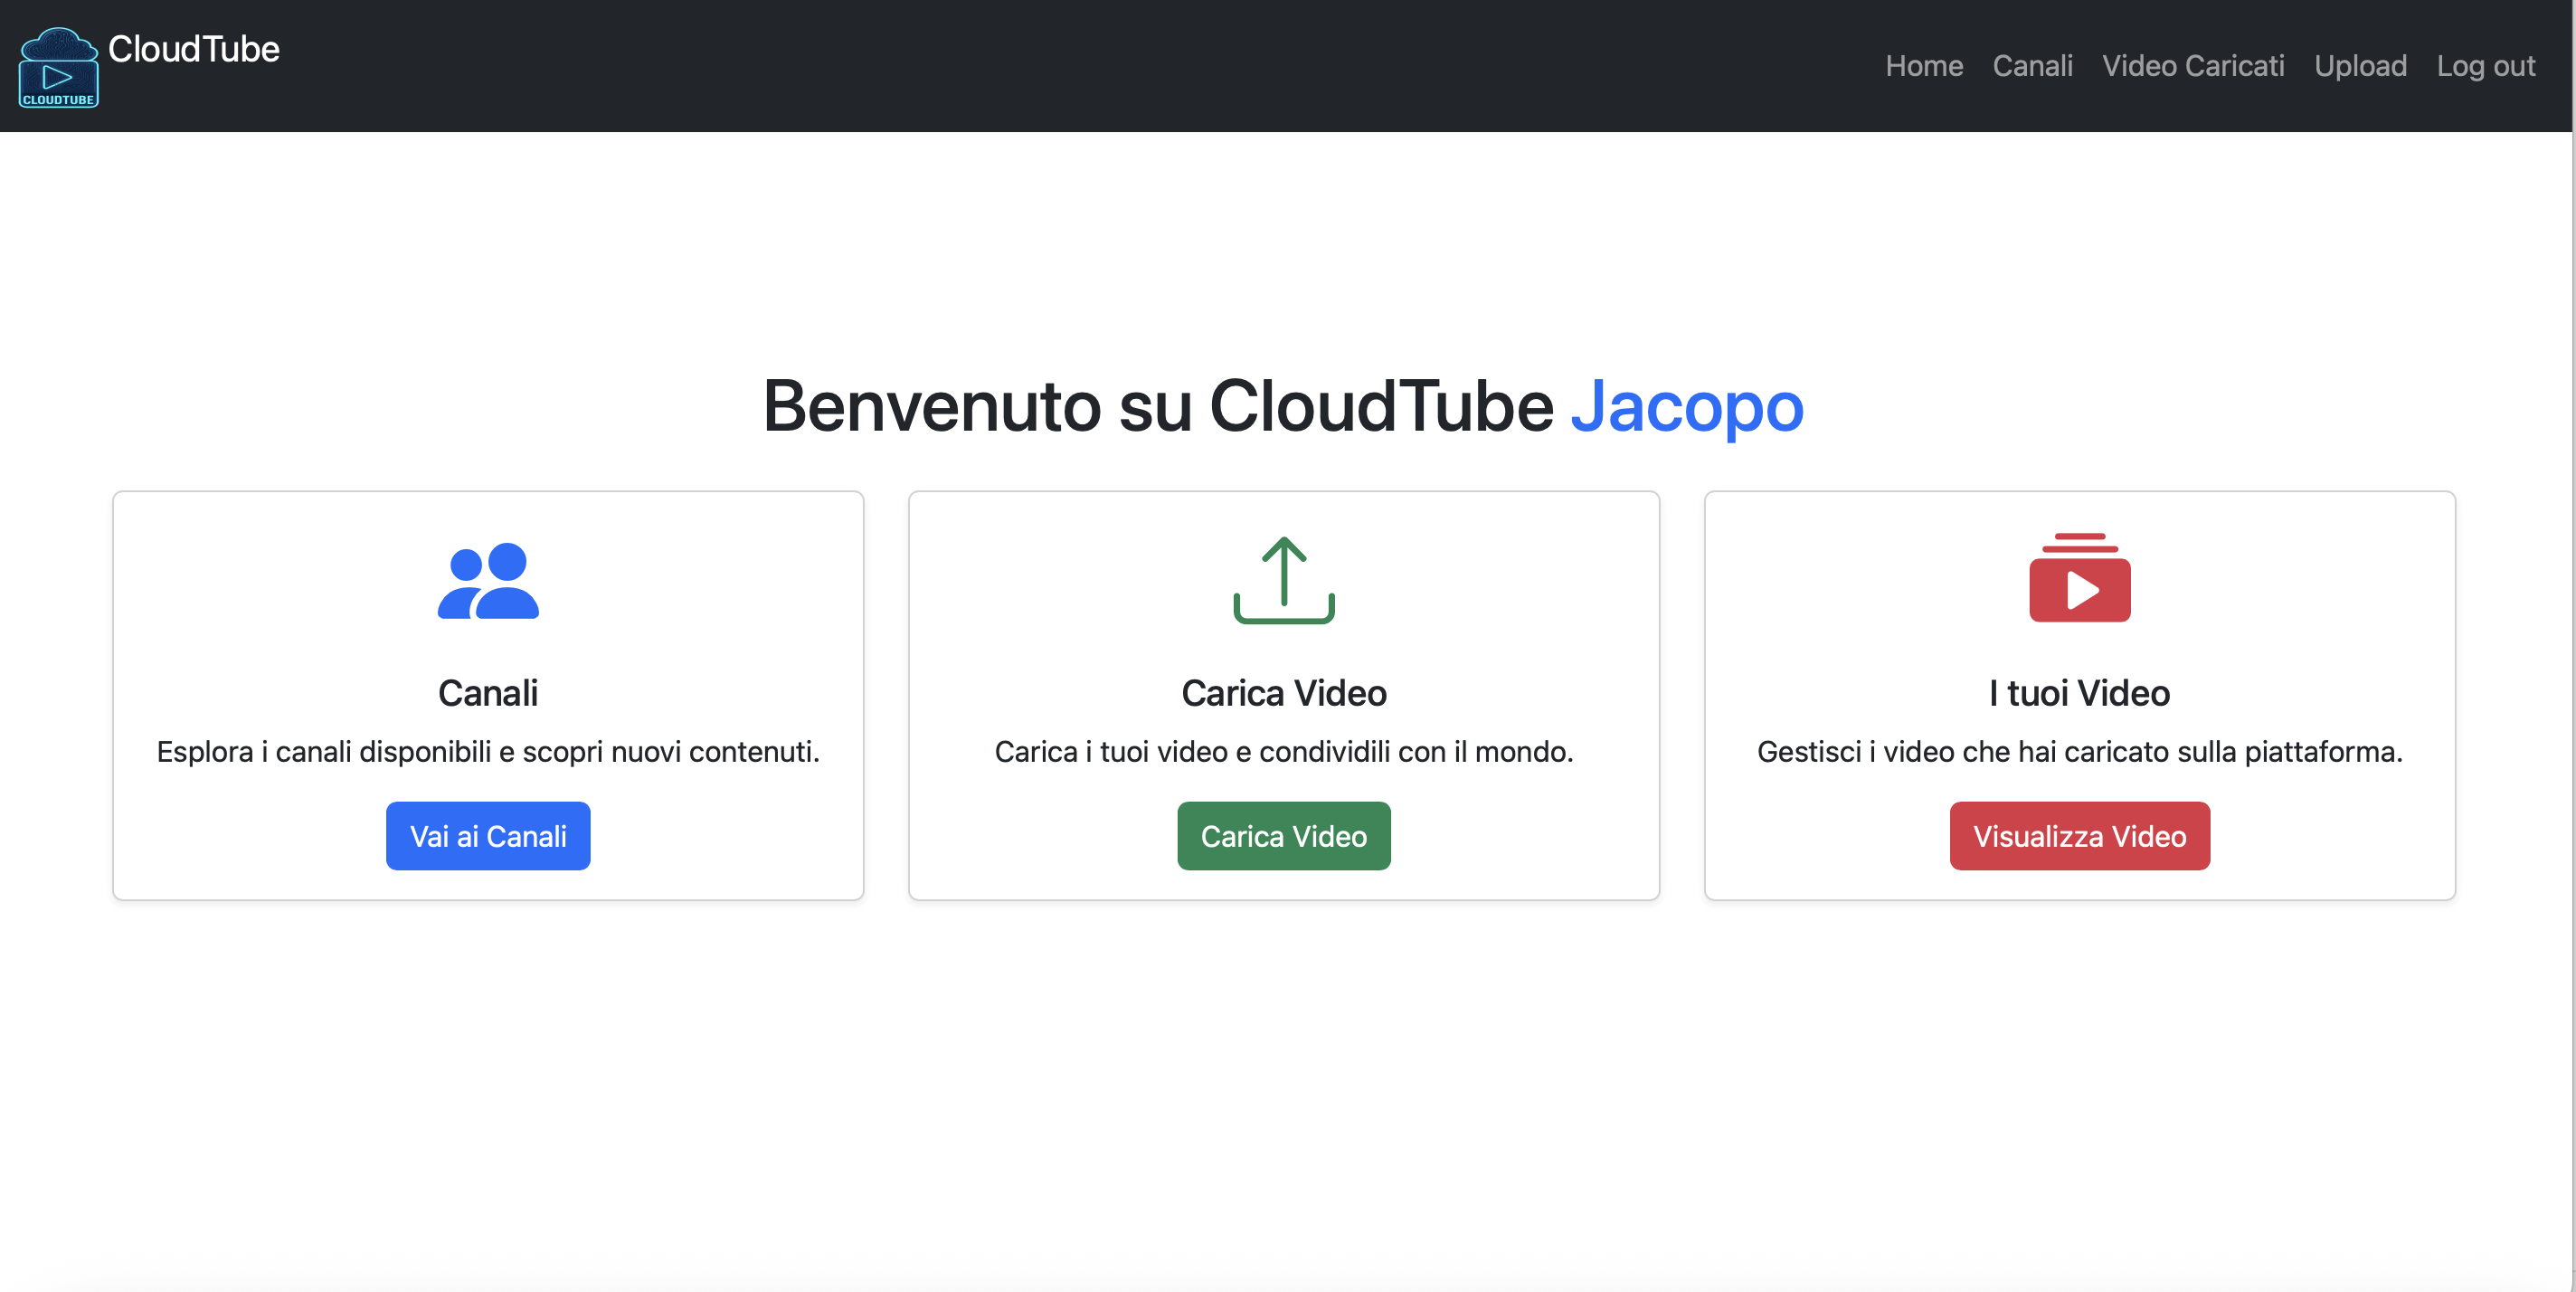 CLOUDTUBE
CloudTube
Home Canali Video Caricati Upload Log out
Benvenuto su CloudTube Jacopo
Canali
Esplora i canali disponibili e scopri nuovi contenuti.
Vai ai Canali
Carica Video
Carica i tuoi video e condividili con il mondo.
Carica Video
I tuoi Video
Gestisci i video che hai caricato sulla piattaforma.
Visualizza Video